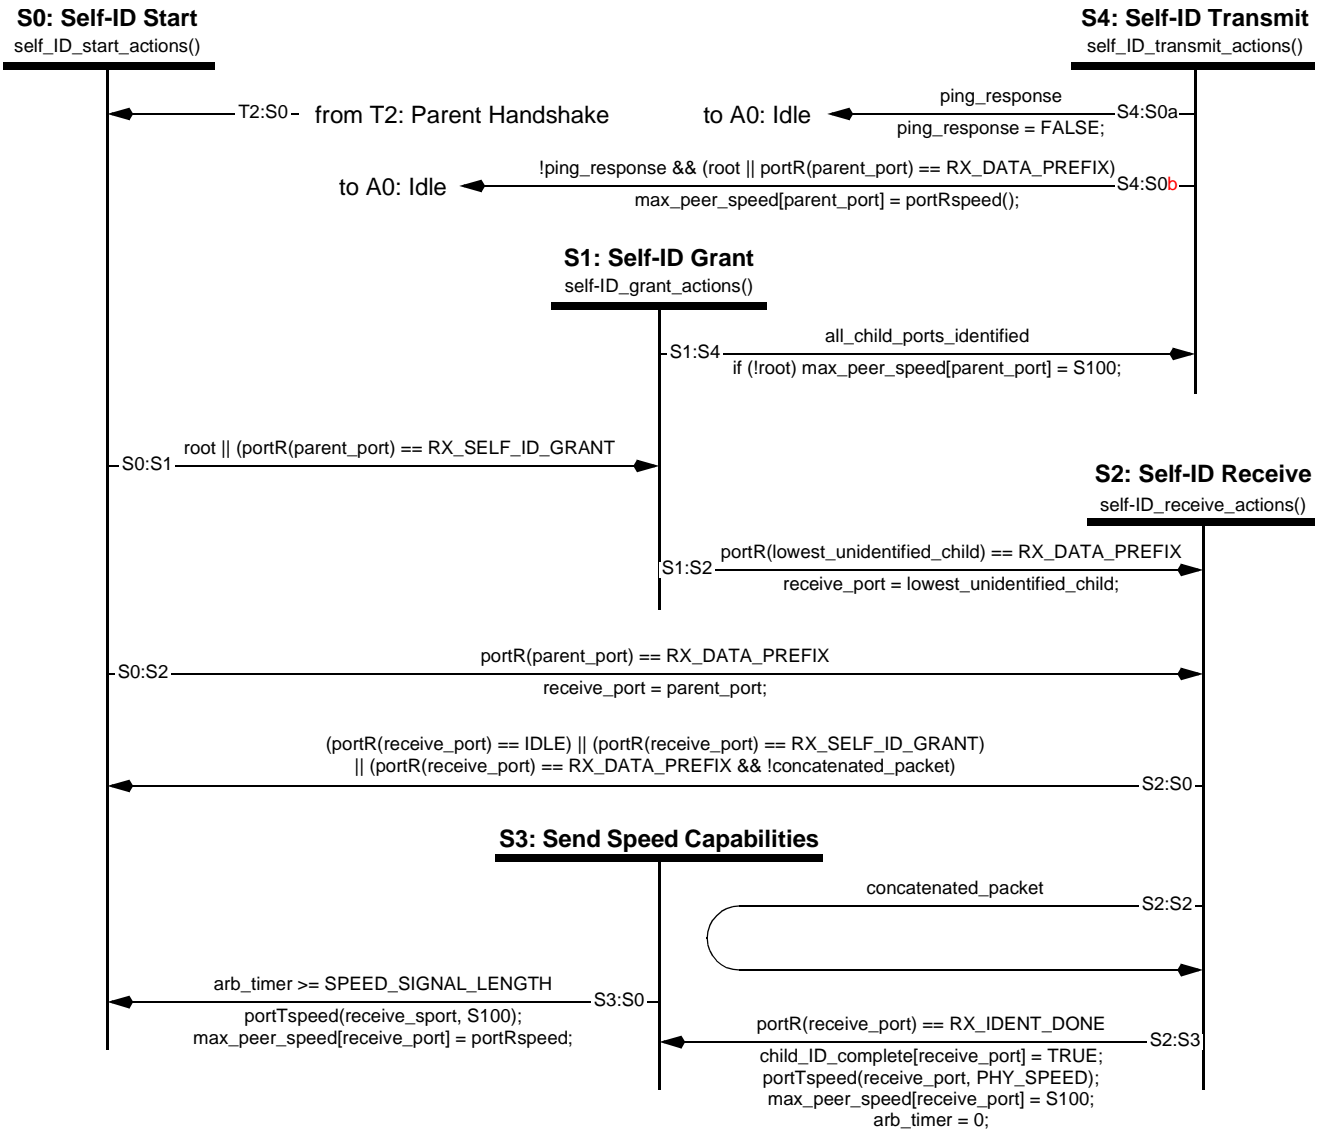 S0: Self-ID Start
self_ID_start_actions()
S4: Self-ID Transmit
self_ID_transmit_actions()
T2:S0
from T2: Parent Handshake
to A0: Idle
ping_response
S4:S0a
ping_response = FALSE;
to A0: Idle
!ping_response && (root || portR(parent_port) == RX_DATA_PREFIX)
S4:S0b
max_peer_speed[parent_port] = portRspeed();
S1: Self-ID Grant
self-ID_grant_actions()
S1:S4
all_child_ports_identified
if (!root) max_peer_speed[parent_port] = S100;
S0:S1
root || (portR(parent_port) == RX_SELF_ID_GRANT
S2: Self-ID Receive
self-ID_receive_actions()
S1:S2
portR(lowest_unidentified_child) == RX_DATA_PREFIX
receive_port = lowest_unidentified_child;
S0:S2
portR(parent_port) == RX_DATA_PREFIX
receive_port = parent_port;
(portR(receive_port) == IDLE) || (portR(receive_port) == RX_SELF_ID_GRANT)
|| (portR(receive_port) == RX_DATA_PREFIX && !concatenated_packet)
S2:S0
S3: Send Speed Capabilities
concatenated_packet
S2:S2
arb_timer >= SPEED_SIGNAL_LENGTH
S3:S0
portTspeed(receive_sport, S100);
max_peer_speed[receive_port] = portRspeed;
portR(receive_port) == RX_IDENT_DONE
S2:S3
child_ID_complete[receive_port] = TRUE;
portTspeed(receive_port, PHY_SPEED);
max_peer_speed[receive_port] = S100;
arb_timer = 0;